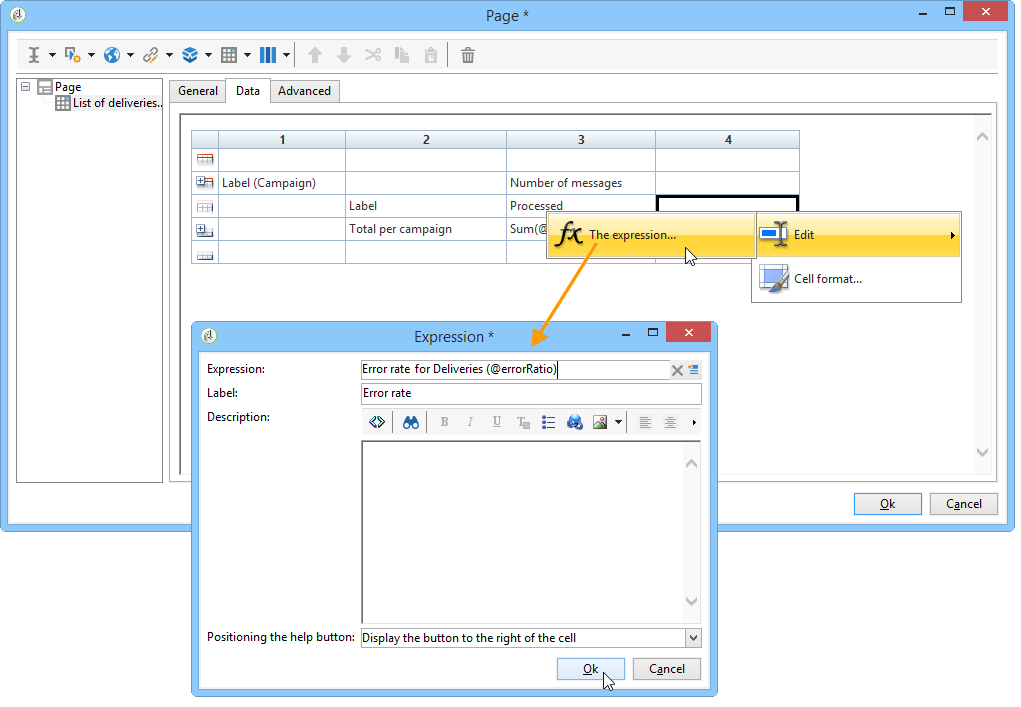 Page *
Page
List of deliveries..
General Data Advanced
1 2 3 4
Label (Campaign) Number of messages
Label Processed
Total per campaign Sum(@
fx The expression... Edit
Cell format...
Expression *
Expression: Error rate for Deliveries (@errorRatio)
Label: Error rate
Description:
B I U T
Positioning the help button: Display the button to the right of the cell
Ok Cancel
Ok Cancel